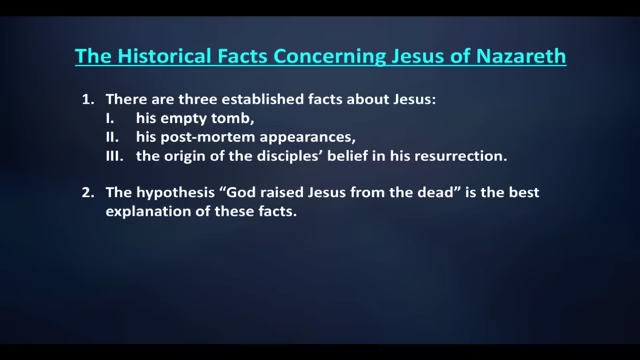 The Historical Facts Concerning Jesus of Nazareth
1. There are three established facts about Jesus:
I. his empty tomb,
II. his post-mortem appearances,
III. the origin of the disciples’ belief in his resurrection.
2. The hypothesis “God raised Jesus from the dead” is the best
explanation of these facts.